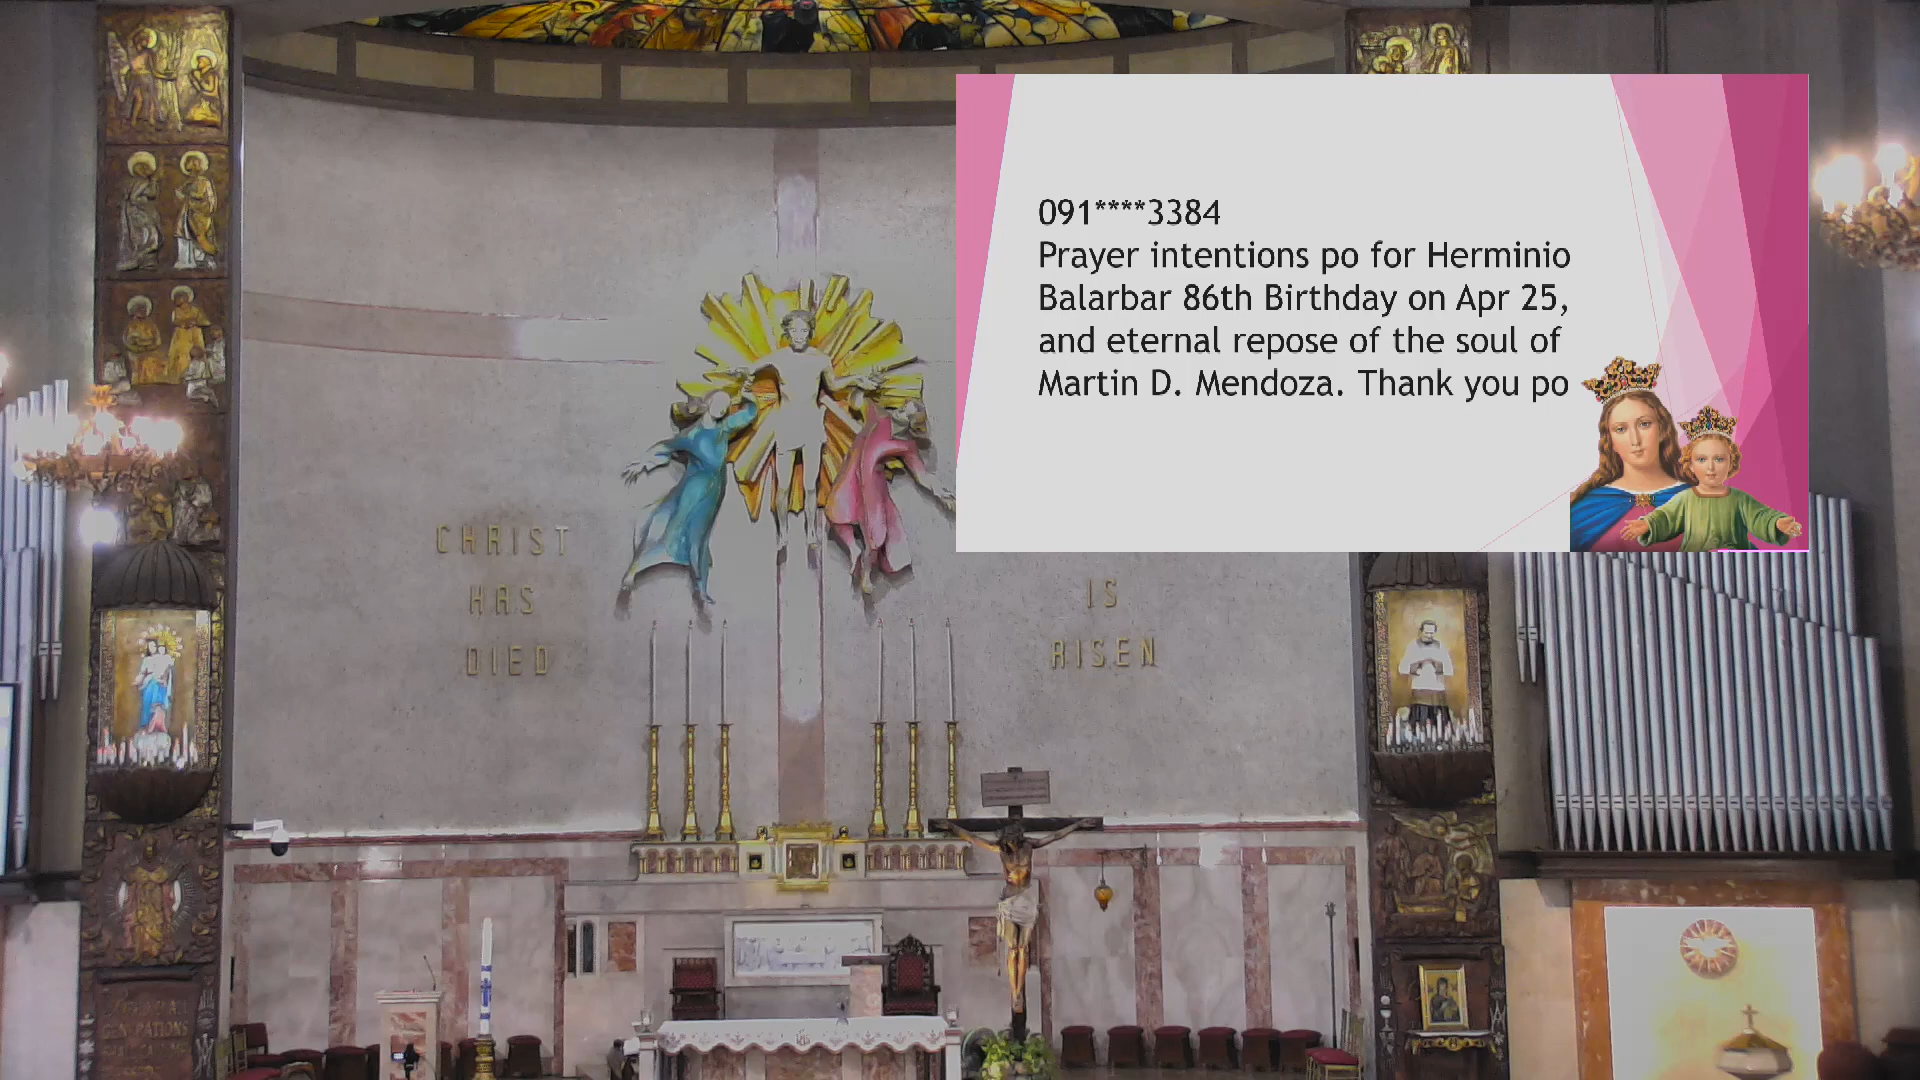 091****3384
Prayer intentions po for Herminio
Balarbar 86th Birthday on Apr 25,
and eternal repose of the soul of
Martin D. Mendoza. Thank you po
CHRIST
HAS
DIED
IS
RISEN